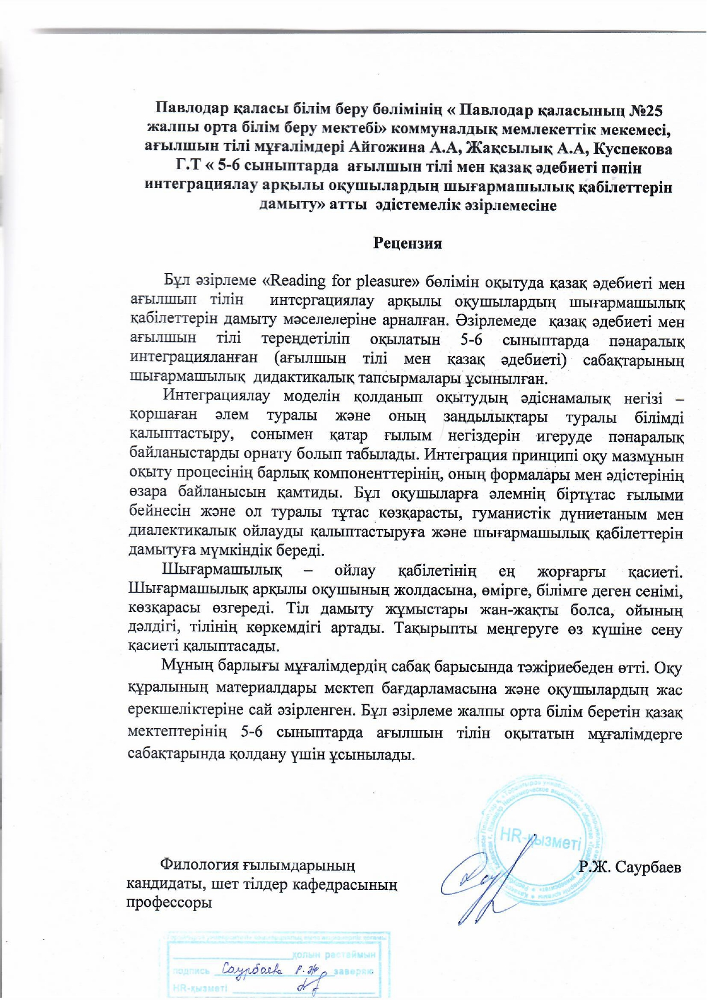 Павлодар қаласы білім беру бөлімінің « Павлодар қаласының №25
жалпы орта білім беру мектебі» коммуналдық мемлекеттік мекемесі,
ағылшын тілі мұғалімдері Айгожина А.А, Жақсылық А.А, Куспекова
Г.Т « 5-6 сыныптарда ағылшын тілі мен қазақ әдебиеті пәнін
интеграциялау арқылы оқушылардың шығармашылық қабілеттерін
дамыту» атты әдістемелік әзірлемесіне
Рецензия
Бұл әзірлеме «Reading for pleasure» бөлімін оқытуда қазақ әдебиеті мен
ағылшын тілін интергациялау арқылы оқушылардың шығармашылық
қабілеттерін дамыту мәселелеріне арналған. Әзірлемеде қазақ әдебиеті мен
ағылшын тілі тереңдетіліп оқылатын 5-6 сыныптарда пәнаралық
интеграцияланған (ағылшын тілі мен қазақ әдебиеті) сабақтарының
шығармашылық дидактикалық тапсырмалары ұсынылған.
Интеграциялау моделін қолданып оқытудың әдіснамалық негізі –
қоршаған әлем туралы және оның заңдылықтары туралы білімді
қалыптастыру, сонымен қатар ғылым негіздерін игеруде пәнаралық
байланыстарды орнату болып табылады. Интеграция принципі оқу мазмұнын
оқыту процесінің барлық компоненттерінің, оның формалары мен әдістерінің
өзара байланысын қамтиды. Бұл оқушыларға әлемнің біртұтас ғылыми
бейнесін және ол туралы тұтас көзқарасты, гуманистік дүниетаным мен
диалектикалық ойлауды қалыптастыруға және шығармашылық қабілеттерін
дамытуға мүмкіндік береді.
Шығармашылық – ойлау қабілетінің ең жорғарғы қасиеті.
Шығармашылық арқылы оқушының жолдасына, өмірге, білімге деген сенімі,
көзқарасы өзгереді. Тіл дамыту жұмыстары жан-жақты болса, ойының
дәлдігі, тілінің көркемдігі артады. Тақырыпты меңгеруге өз күшіне сену
қасиеті қалыптасады.
Мұның барлығы мұғалімдердің сабақ барысында тәжіриебеден өтті. Оқу
құралының материалдары мектеп бағдарламасына және оқушылардың жас
ерекшеліктеріне сай әзірленген. Бұл әзірлеме жалпы орта білім беретін қазақ
мектептерінің 5-6 сыныптарда ағылшын тілін оқытатын мұғалімдерге
сабақтарында қолдану үшін ұсынылады.
HR-қызметі
Филология ғылымдарының
кандидаты, шет тілдер кафедрасының
профессоры
Р.Ж. Саурбаев
қолын растаймын
подпись Саурбаева Р.Ж. заверяю
HR-қызметі